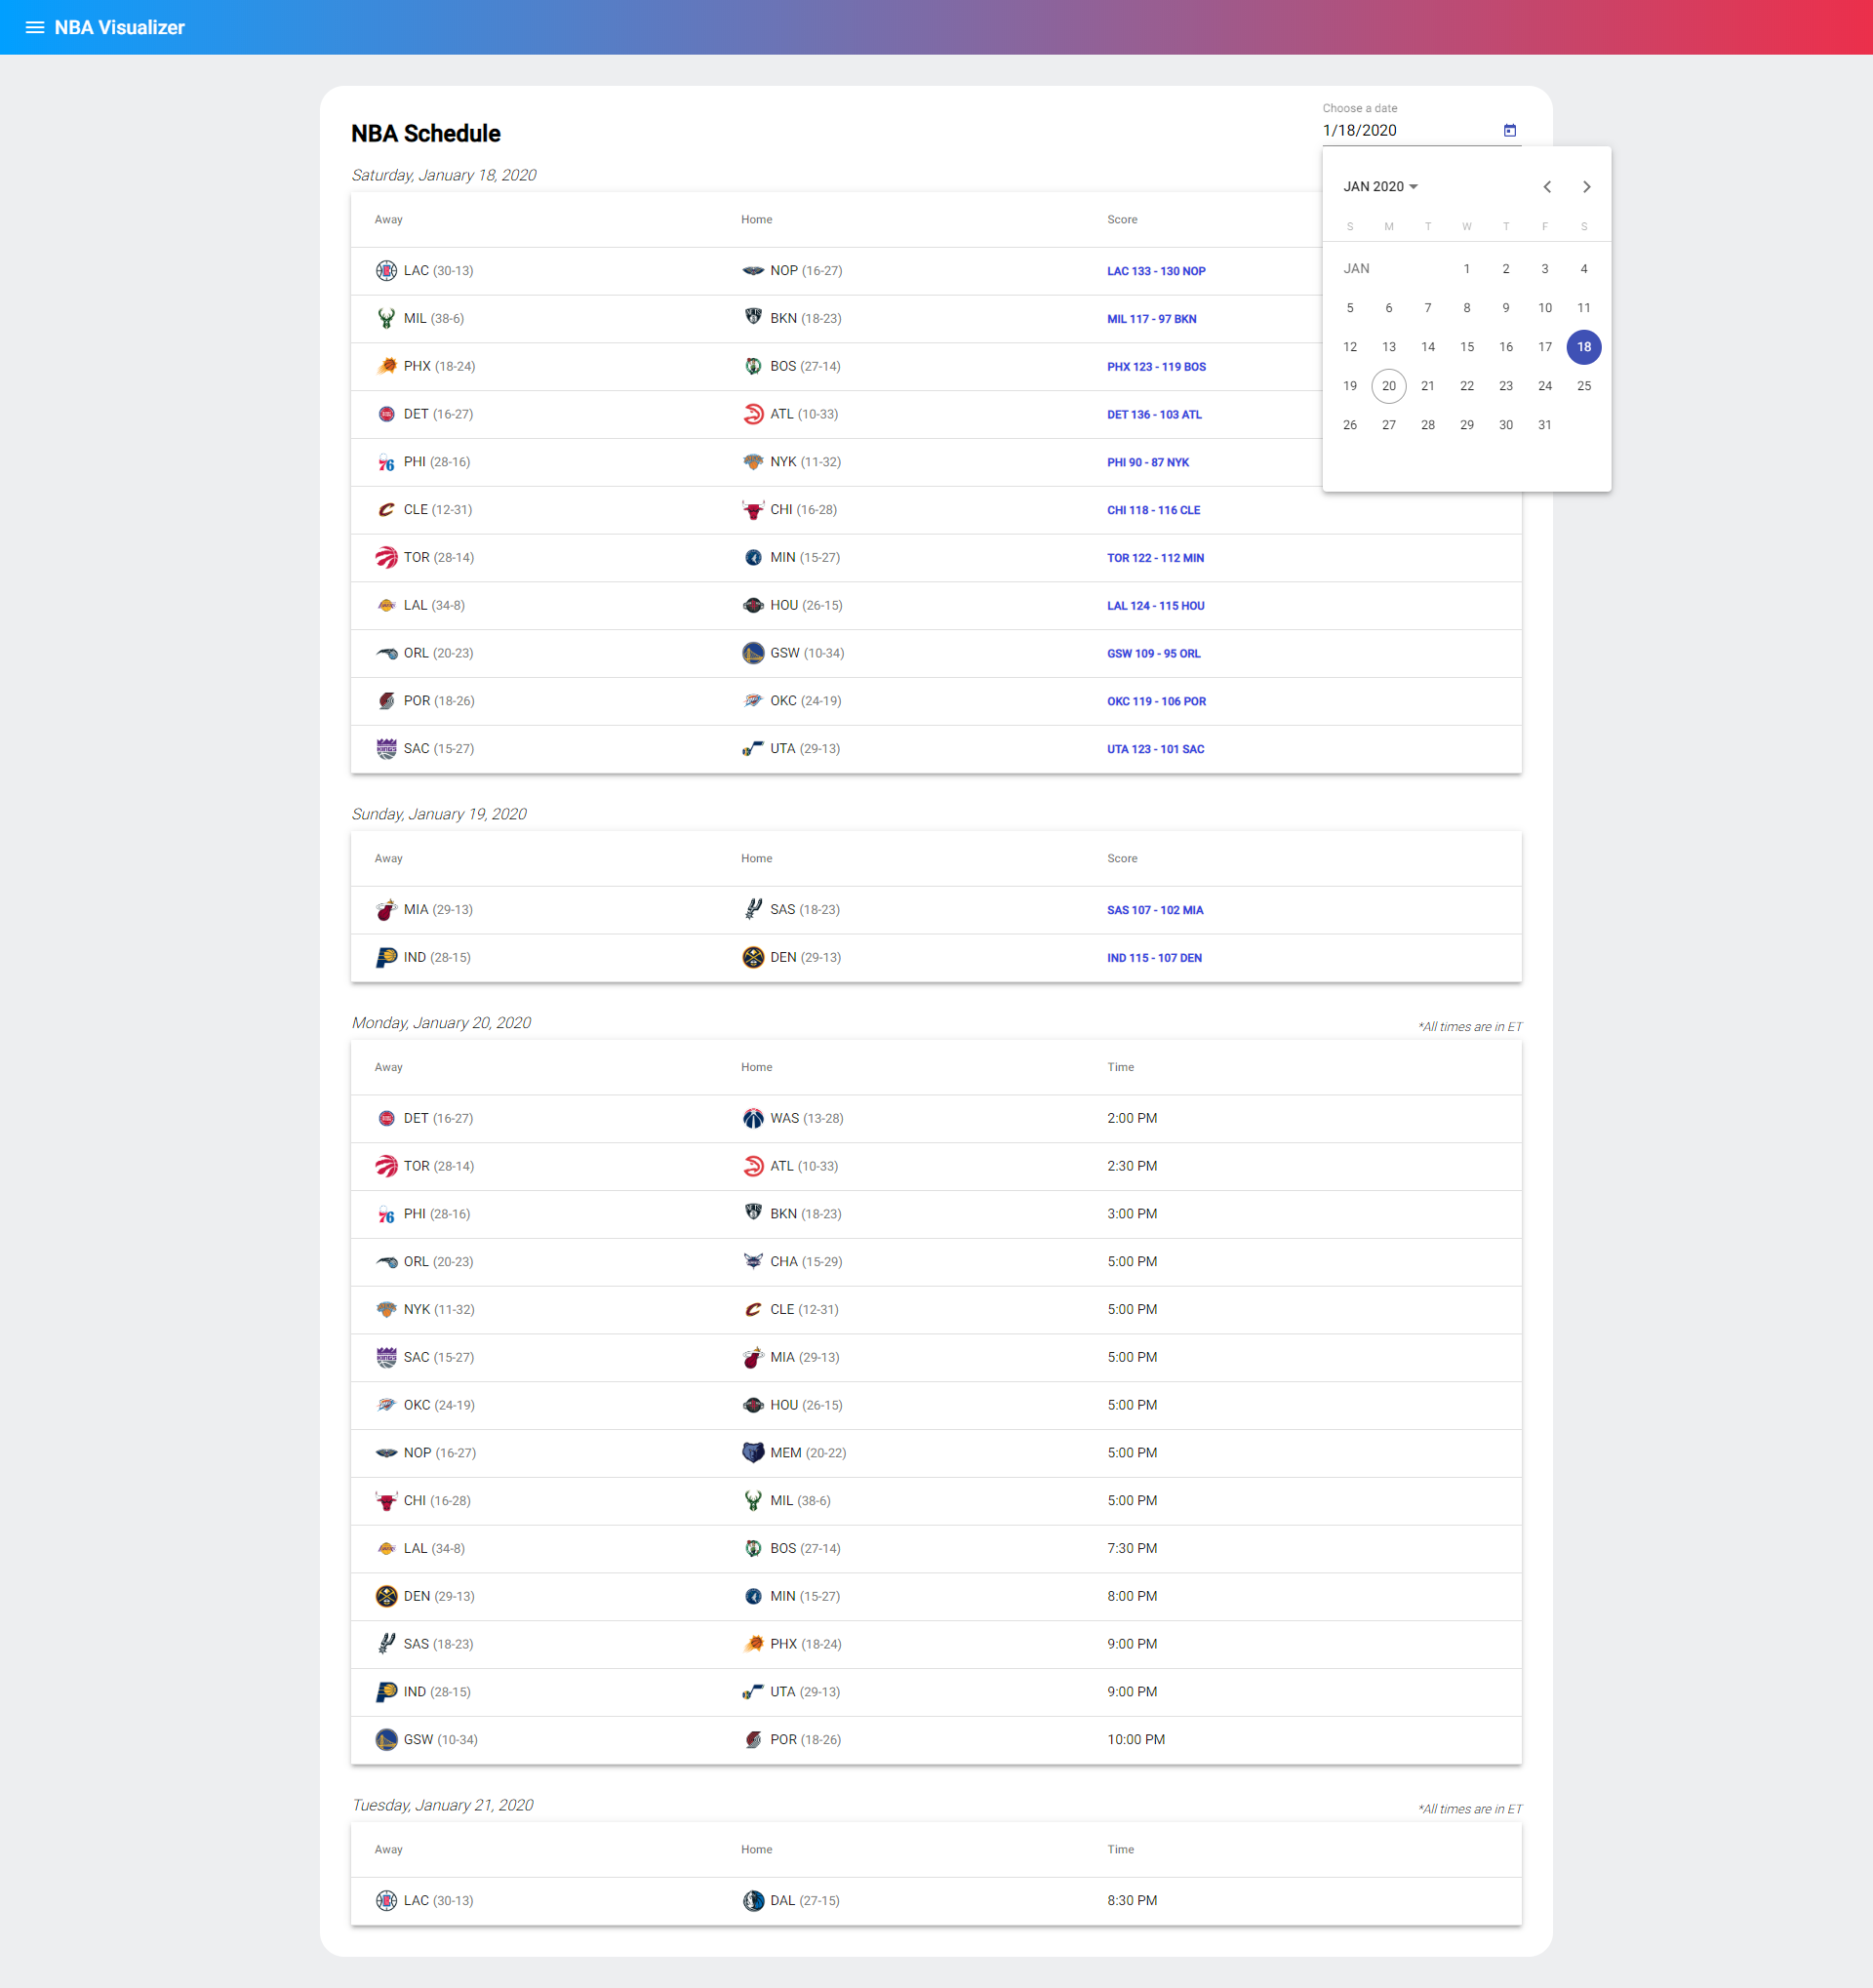 NBA Visualizer
Choose a date
NBA Schedule
1/18/2020
Saturday, January 18, 2020
JAN 2020
S M T W T F S
JAN 1 2 3 4
5 6 7 8 9 10 11
12 13 14 15 16 17 18
19 20 21 22 23 24 25
26 27 28 29 30 31
Away Home Score
LAC (30-13) NOP (16-27) LAC 133 - 130 NOP
MIL (38-6) BKN (18-23) MIL 117 - 97 BKN
PHX (18-24) BOS (27-14) PHX 123 - 119 BOS
DET (16-27) ATL (10-33) DET 136 - 103 ATL
PHI (28-16) NYK (11-32) PHI 90 - 87 NYK
CLE (12-31) CHI (16-28) CHI 118 - 116 CLE
TOR (28-14) MIN (15-27) TOR 122 - 112 MIN
LAL (34-8) HOU (26-15) LAL 124 - 115 HOU
ORL (20-23) GSW (10-34) GSW 109 - 95 ORL
POR (18-26) OKC (24-19) OKC 119 - 106 POR
SAC (15-27) UTA (29-13) UTA 123 - 101 SAC
Sunday, January 19, 2020
Away Home Score
MIA (29-13) SAS (18-23) SAS 107 - 102 MIA
IND (28-15) DEN (29-13) IND 115 - 107 DEN
Monday, January 20, 2020
*All times are in ET
Away Home Time
DET (16-27) WAS (13-28) 2:00 PM
TOR (28-14) ATL (10-33) 2:30 PM
PHI (28-16) BKN (18-23) 3:00 PM
ORL (20-23) CHA (15-29) 5:00 PM
NYK (11-32) CLE (12-31) 5:00 PM
SAC (15-27) MIA (29-13) 5:00 PM
OKC (24-19) HOU (26-15) 5:00 PM
NOP (16-27) MEM (20-22) 5:00 PM
CHI (16-28) MIL (38-6) 5:00 PM
LAL (34-8) BOS (27-14) 7:30 PM
DEN (29-13) MIN (15-27) 8:00 PM
SAS (18-23) PHX (18-24) 9:00 PM
IND (28-15) UTA (29-13) 9:00 PM
GSW (10-34) POR (18-26) 10:00 PM
Tuesday, January 21, 2020
*All times are in ET
Away Home Time
LAC (30-13) DAL (27-15) 8:30 PM